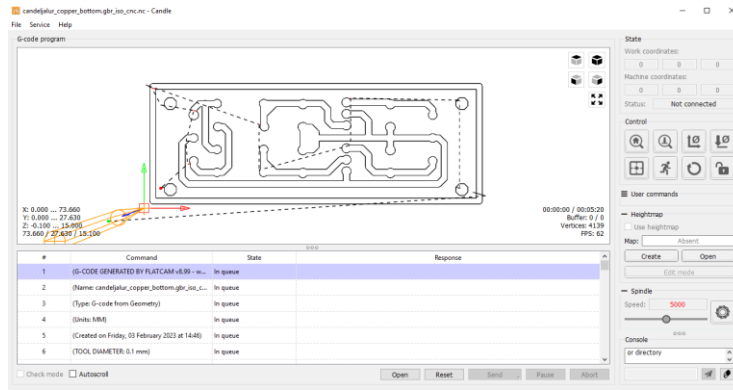 candeljalur_copper_bottom.gbr_iso_cnc.nc - Candle
File Service Help
G-code program
X: 0.000 ... 73.660
Y: 0.000 ... 27.630
Z: -0.100 ... 15.000
73.660 / 27.630 / 15.100
00:00:00 / 00:05:20
Buffer: 0 / 0
Vertices: 4139
FPS: 62
# Command State Response
1 (G-CODE GENERATED BY FLATCAM v8.99 - w... In queue
2 (Name: candeljalur_copper_bottom.gbr_iso_c... In queue
3 (Type: G-code from Geometry) In queue
4 (Units: MM) In queue
5 (Created on Friday, 03 February 2023 at 14:46) In queue
6 (TOOL DIAMETER: 0.1 mm) In queue
Check mode Autoscroll Open Reset Send Pause Abort
State
Work coordinates:
0 0 0
Machine coordinates:
0 0 0
Status: Not connected
Control
User commands
Heightmap
Use heightmap
Map: Absent
Create Open
Edit mode
Spindle
Speed: 5000
Console
or directory